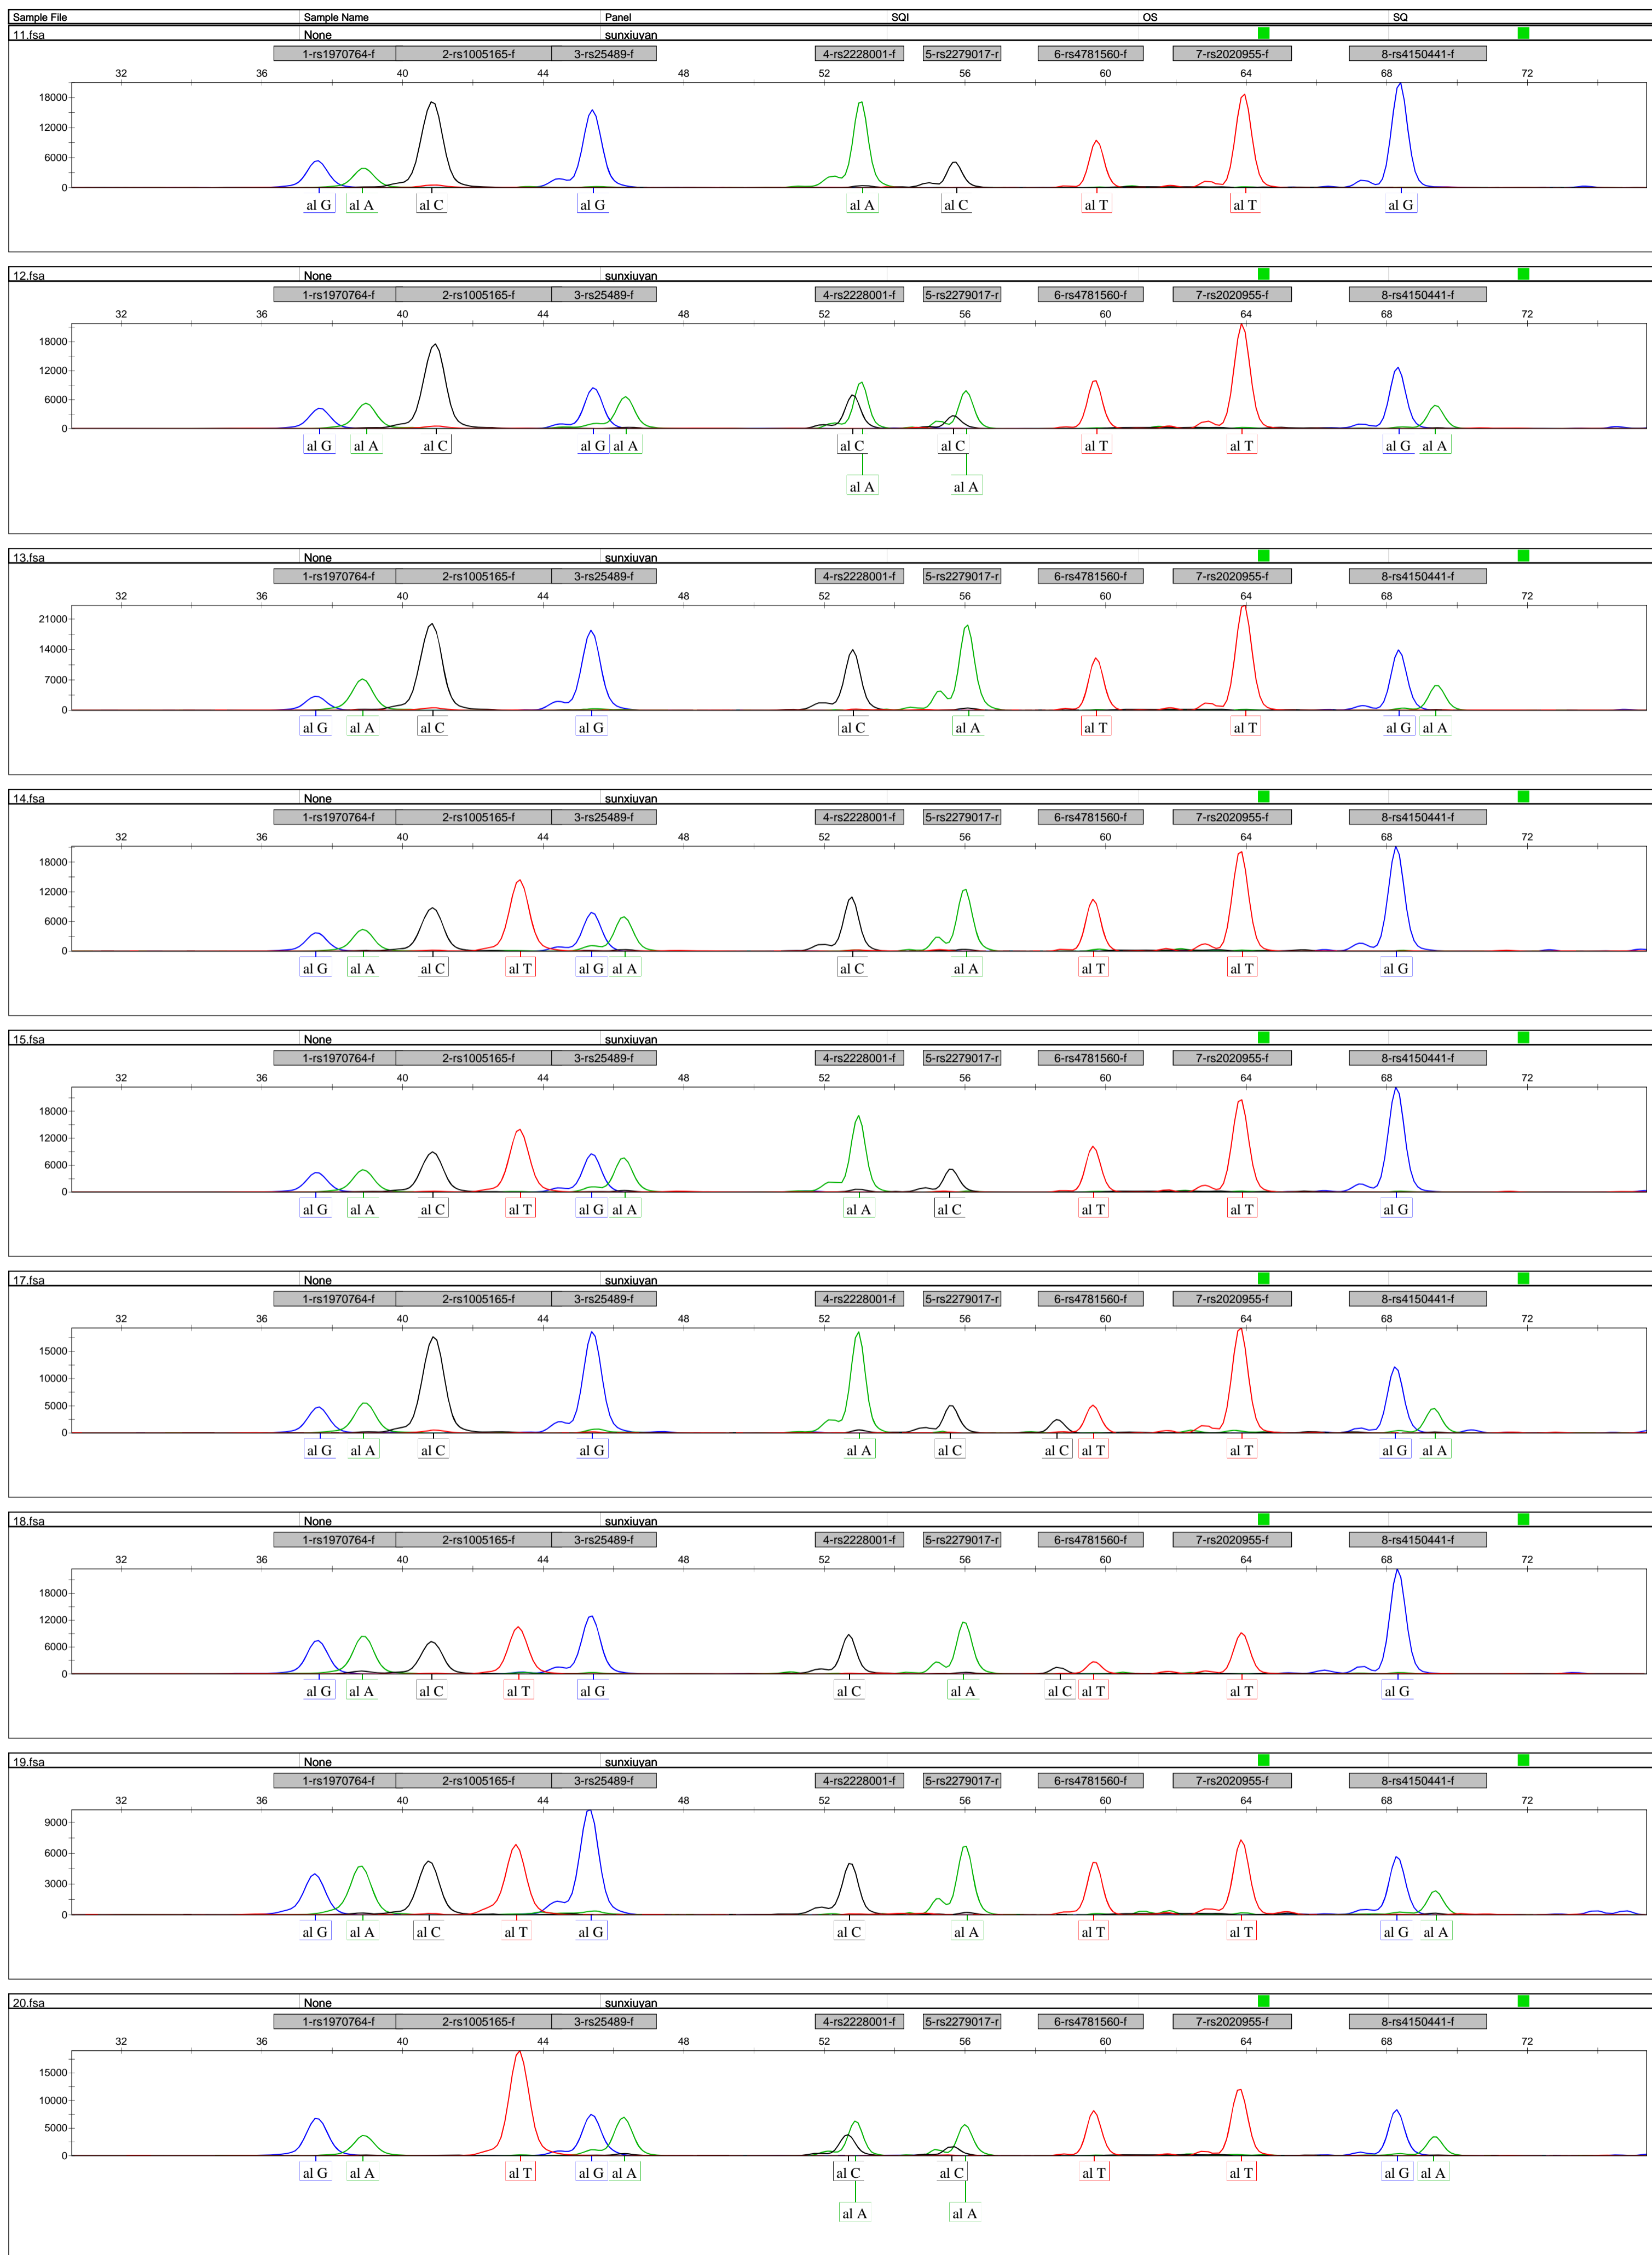 Sample File Sample Name Panel SQI OS SQ
11.fsa None sunxiuyan
1-rs1970764-f 2-rs1005165-f 3-rs25489-f 4-rs2228001-f 5-rs2279017-r 6-rs4781560-f 7-rs2020955-f 8-rs4150441-f
32 36 40 44 48 52 56 60 64 68 72
18000
12000
6000
0
al G al A al C al G al A al C al T al T al G
12.fsa None sunxiuyan
1-rs1970764-f 2-rs1005165-f 3-rs25489-f 4-rs2228001-f 5-rs2279017-r 6-rs4781560-f 7-rs2020955-f 8-rs4150441-f
32 36 40 44 48 52 56 60 64 68 72
18000
12000
6000
0
al G al A al C al G al A al C al C al T al T al G al A
al A al A
13.fsa None sunxiuyan
1-rs1970764-f 2-rs1005165-f 3-rs25489-f 4-rs2228001-f 5-rs2279017-r 6-rs4781560-f 7-rs2020955-f 8-rs4150441-f
32 36 40 44 48 52 56 60 64 68 72
21000
14000
7000
0
al G al A al C al G al C al A al T al T al G al A
14.fsa None sunxiuyan
1-rs1970764-f 2-rs1005165-f 3-rs25489-f 4-rs2228001-f 5-rs2279017-r 6-rs4781560-f 7-rs2020955-f 8-rs4150441-f
32 36 40 44 48 52 56 60 64 68 72
18000
12000
6000
0
al G al A al C al T al G al A al C al A al T al T al G
15.fsa None sunxiuyan
1-rs1970764-f 2-rs1005165-f 3-rs25489-f 4-rs2228001-f 5-rs2279017-r 6-rs4781560-f 7-rs2020955-f 8-rs4150441-f
32 36 40 44 48 52 56 60 64 68 72
18000
12000
6000
0
al G al A al C al T al G al A al A al C al T al T al G
17.fsa None sunxiuyan
1-rs1970764-f 2-rs1005165-f 3-rs25489-f 4-rs2228001-f 5-rs2279017-r 6-rs4781560-f 7-rs2020955-f 8-rs4150441-f
32 36 40 44 48 52 56 60 64 68 72
15000
10000
5000
0
al G al A al C al G al A al C al C al T al T al G al A
18.fsa None sunxiuyan
1-rs1970764-f 2-rs1005165-f 3-rs25489-f 4-rs2228001-f 5-rs2279017-r 6-rs4781560-f 7-rs2020955-f 8-rs4150441-f
32 36 40 44 48 52 56 60 64 68 72
18000
12000
6000
0
al G al A al C al T al G al C al A al C al T al T al G
19.fsa None sunxiuyan
1-rs1970764-f 2-rs1005165-f 3-rs25489-f 4-rs2228001-f 5-rs2279017-r 6-rs4781560-f 7-rs2020955-f 8-rs4150441-f
32 36 40 44 48 52 56 60 64 68 72
9000
6000
3000
0
al G al A al C al T al G al C al A al T al T al G al A
20.fsa None sunxiuyan
1-rs1970764-f 2-rs1005165-f 3-rs25489-f 4-rs2228001-f 5-rs2279017-r 6-rs4781560-f 7-rs2020955-f 8-rs4150441-f
32 36 40 44 48 52 56 60 64 68 72
15000
10000
5000
0
al G al A al T al G al A al C al C al T al T al G al A
al A al A